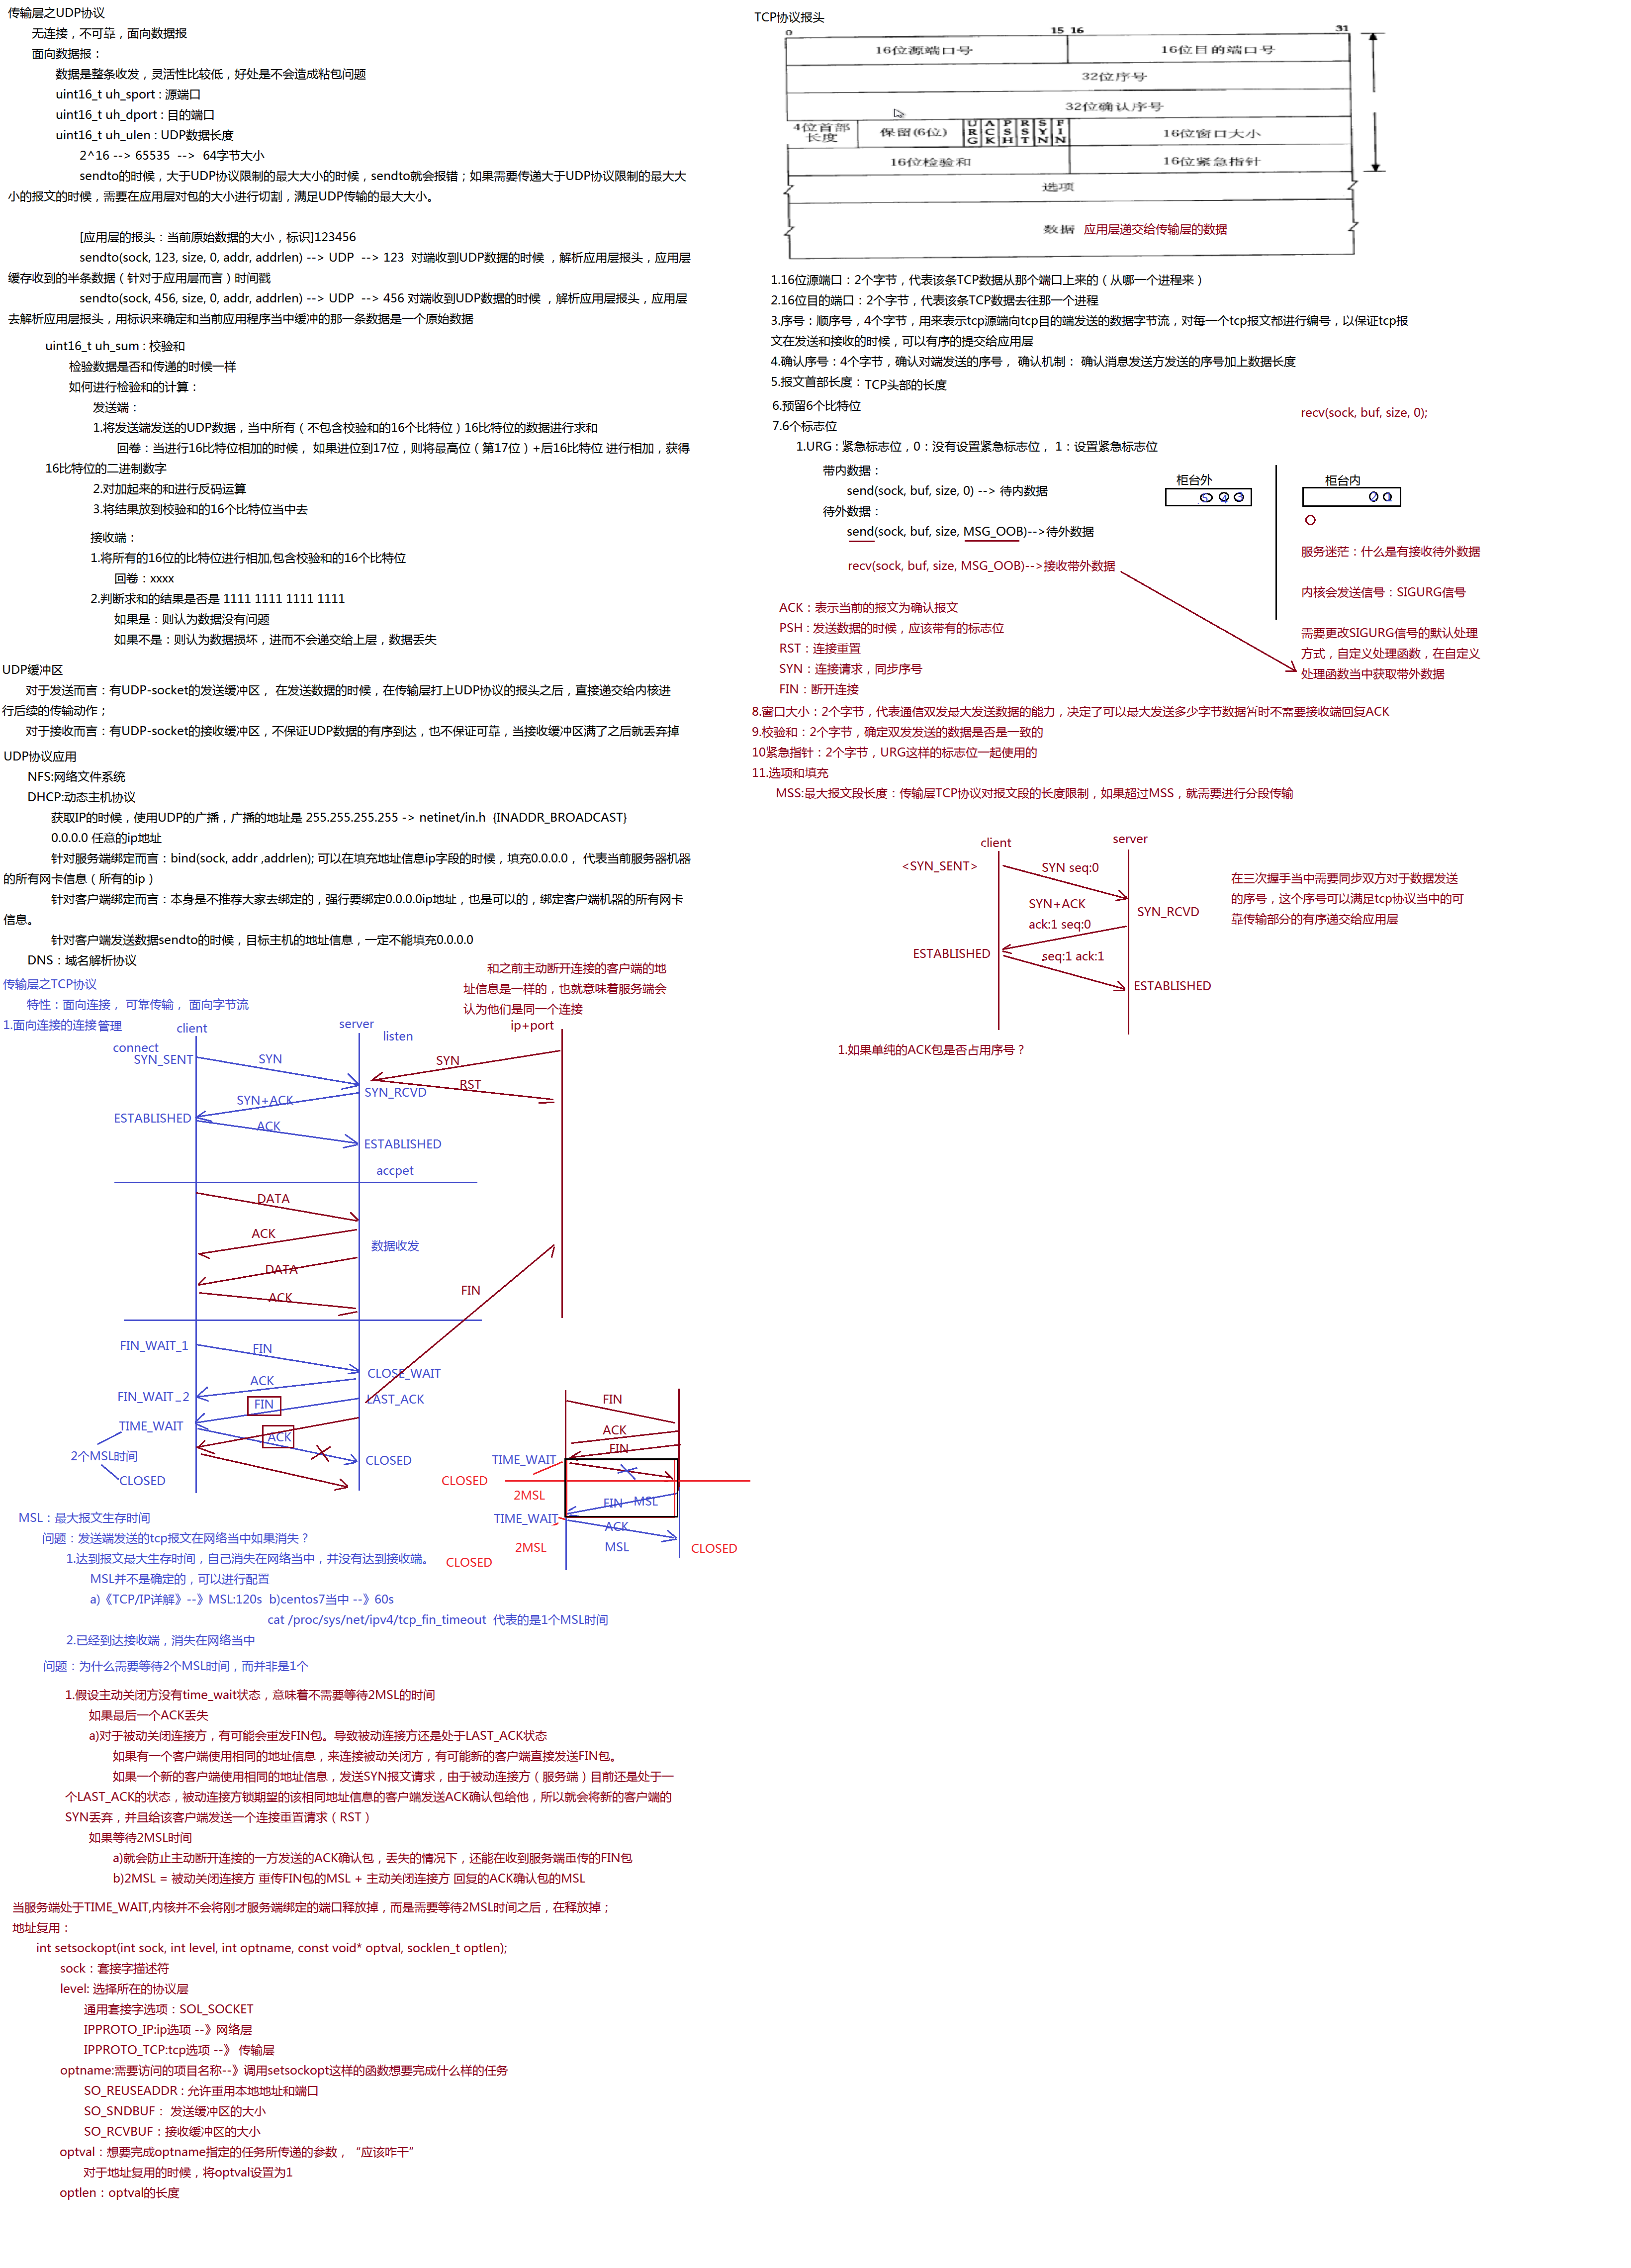 传输层之UDP协议
无连接，不可靠，面向数据报
面向数据报：
数据是整条收发，灵活性比较低，好处是不会造成粘包问题
uint16_t uh_sport : 源端口
uint16_t uh_dport : 目的端口
uint16_t uh_ulen : UDP数据长度
2^16 --> 65535 --> 64字节大小
sendto的时候，大于UDP协议限制的最大大小的时候，sendto就会报错；如果需要传递大于UDP协议限制的最大大
小的报文的时候，需要在应用层对包的大小进行切割，满足UDP传输的最大大小。
[应用层的报头：当前原始数据的大小，标识]123456
sendto(sock, 123, size, 0, addr, addrlen) --> UDP --> 123 对端收到UDP数据的时候 ，解析应用层报头，应用层
缓存收到的半条数据（针对于应用层而言）时间戳
sendto(sock, 456, size, 0, addr, addrlen) --> UDP --> 456 对端收到UDP数据的时候 ，解析应用层报头，应用层
去解析应用层报头，用标识来确定和当前应用程序当中缓冲的那一条数据是一个原始数据
uint16_t uh_sum : 校验和
检验数据是否和传递的时候一样
如何进行检验和的计算：
发送端：
1.将发送端发送的UDP数据，当中所有（不包含校验和的16个比特位）16比特位的数据进行求和
回卷：当进行16比特位相加的时候， 如果进位到17位，则将最高位（第17位）+后16比特位 进行相加，获得
16比特位的二进制数字
2.对加起来的和进行反码运算
3.将结果放到校验和的16个比特位当中去
接收端：
1.将所有的16位的比特位进行相加,包含校验和的16个比特位
回卷：xxxx
2.判断求和的结果是否是 1111 1111 1111 1111
如果是：则认为数据没有问题
如果不是：则认为数据损坏，进而不会递交给上层，数据丢失
UDP缓冲区
对于发送而言：有UDP-socket的发送缓冲区， 在发送数据的时候，在传输层打上UDP协议的报头之后，直接递交给内核进
行后续的传输动作；
对于接收而言：有UDP-socket的接收缓冲区，不保证UDP数据的有序到达，也不保证可靠，当接收缓冲区满了之后就丢弃掉
UDP协议应用
NFS:网络文件系统
DHCP:动态主机协议
获取IP的时候，使用UDP的广播，广播的地址是 255.255.255.255 -> netinet/in.h {INADDR_BROADCAST}
0.0.0.0 任意的ip地址
针对服务端绑定而言：bind(sock, addr ,addrlen); 可以在填充地址信息ip字段的时候，填充0.0.0.0， 代表当前服务器机器
的所有网卡信息（所有的ip）
针对客户端绑定而言：本身是不推荐大家去绑定的，强行要绑定0.0.0.0ip地址，也是可以的，绑定客户端机器的所有网卡
信息。
针对客户端发送数据sendto的时候，目标主机的地址信息，一定不能填充0.0.0.0
DNS：域名解析协议
传输层之TCP协议
特性：面向连接， 可靠传输， 面向字节流
1.面向连接的连接管理
和之前主动断开连接的客户端的地
址信息是一样的，也就意味着服务端会
认为他们是同一个连接
client
server
ip+port
connect
listen
SYN_SENT
SYN
SYN
RST
SYN_RCVD
SYN+ACK
ESTABLISHED
ACK
ESTABLISHED
accpet
DATA
ACK
数据收发
DATA
ACK
FIN
FIN_WAIT_1
FIN
CLOSE_WAIT
ACK
FIN_WAIT_2
FIN
LAST_ACK
TIME_WAIT
ACK
2个MSL时间
CLOSED
CLOSED
FIN
ACK
FIN
TIME_WAIT
CLOSED
2MSL
FIN
MSL
TIME_WAIT
ACK
2MSL
MSL
CLOSED
CLOSED
MSL：最大报文生存时间
问题：发送端发送的tcp报文在网络当中如果消失？
1.达到报文最大生存时间，自己消失在网络当中，并没有达到接收端。
MSL并不是确定的，可以进行配置
a)《TCP/IP详解》--》MSL:120s b)centos7当中 --》60s
cat /proc/sys/net/ipv4/tcp_fin_timeout 代表的是1个MSL时间
2.已经到达接收端，消失在网络当中
问题：为什么需要等待2个MSL时间，而并非是1个
1.假设主动关闭方没有time_wait状态，意味着不需要等待2MSL的时间
如果最后一个ACK丢失
a)对于被动关闭连接方，有可能会重发FIN包。导致被动连接方还是处于LAST_ACK状态
如果有一个客户端使用相同的地址信息，来连接被动关闭方，有可能新的客户端直接发送FIN包。
如果一个新的客户端使用相同的地址信息，发送SYN报文请求，由于被动连接方（服务端）目前还是处于一
个LAST_ACK的状态，被动连接方锁期望的该相同地址信息的客户端发送ACK确认包给他，所以就会将新的客户端的
SYN丢弃，并且给该客户端发送一个连接重置请求（RST）
如果等待2MSL时间
a)就会防止主动断开连接的一方发送的ACK确认包，丢失的情况下，还能在收到服务端重传的FIN包
b)2MSL = 被动关闭连接方 重传FIN包的MSL + 主动关闭连接方 回复的ACK确认包的MSL
当服务端处于TIME_WAIT,内核并不会将刚才服务端绑定的端口释放掉，而是需要等待2MSL时间之后，在释放掉；
地址复用：
int setsockopt(int sock, int level, int optname, const void* optval, socklen_t optlen);
sock：套接字描述符
level: 选择所在的协议层
通用套接字选项：SOL_SOCKET
IPPROTO_IP:ip选项 --》网络层
IPPROTO_TCP:tcp选项 --》 传输层
optname:需要访问的项目名称--》调用setsockopt这样的函数想要完成什么样的任务
SO_REUSEADDR : 允许重用本地地址和端口
SO_SNDBUF： 发送缓冲区的大小
SO_RCVBUF：接收缓冲区的大小
optval：想要完成optname指定的任务所传递的参数，“应该咋干”
对于地址复用的时候，将optval设置为1
optlen：optval的长度
TCP协议报头
0
15 16
31
16位源端口号
16位目的端口号
32位序号
32位确认序号
4位首部
长度
保留(6位)
URG
ACK
PSH
RST
SYN
FIN
16位窗口大小
16位检验和
16位紧急指针
选项
数据 应用层递交给传输层的数据
1.16位源端口：2个字节，代表该条TCP数据从那个端口上来的（从哪一个进程来）
2.16位目的端口：2个字节，代表该条TCP数据去往那一个进程
3.序号：顺序号，4个字节，用来表示tcp源端向tcp目的端发送的数据字节流，对每一个tcp报文都进行编号，以保证tcp报
文在发送和接收的时候，可以有序的提交给应用层
4.确认序号：4个字节，确认对端发送的序号， 确认机制： 确认消息发送方发送的序号加上数据长度
5.报文首部长度：TCP头部的长度
6.预留6个比特位
7.6个标志位
recv(sock, buf, size, 0);
1.URG : 紧急标志位，0：没有设置紧急标志位， 1：设置紧急标志位
带内数据：
send(sock, buf, size, 0) --> 待内数据
待外数据：
send(sock, buf, size, MSG_OOB)-->待外数据
recv(sock, buf, size, MSG_OOB)-->接收带外数据
柜台外
5 4 3
柜台内
2 1
服务迷茫：什么是有接收待外数据
内核会发送信号：SIGURG信号
需要更改SIGURG信号的默认处理
方式，自定义处理函数，在自定义
处理函数当中获取带外数据
ACK：表示当前的报文为确认报文
PSH : 发送数据的时候，应该带有的标志位
RST：连接重置
SYN：连接请求，同步序号
FIN：断开连接
8.窗口大小：2个字节，代表通信双发最大发送数据的能力，决定了可以最大发送多少字节数据暂时不需要接收端回复ACK
9.校验和：2个字节，确定双发发送的数据是否是一致的
10紧急指针：2个字节，URG这样的标志位一起使用的
11.选项和填充
MSS:最大报文段长度：传输层TCP协议对报文段的长度限制，如果超过MSS，就需要进行分段传输
client
server
<SYN_SENT>
SYN seq:0
SYN+ACK
ack:1 seq:0
SYN_RCVD
ESTABLISHED
seq:1 ack:1
ESTABLISHED
在三次握手当中需要同步双方对于数据发送
的序号，这个序号可以满足tcp协议当中的可
靠传输部分的有序递交给应用层
1.如果单纯的ACK包是否占用序号？